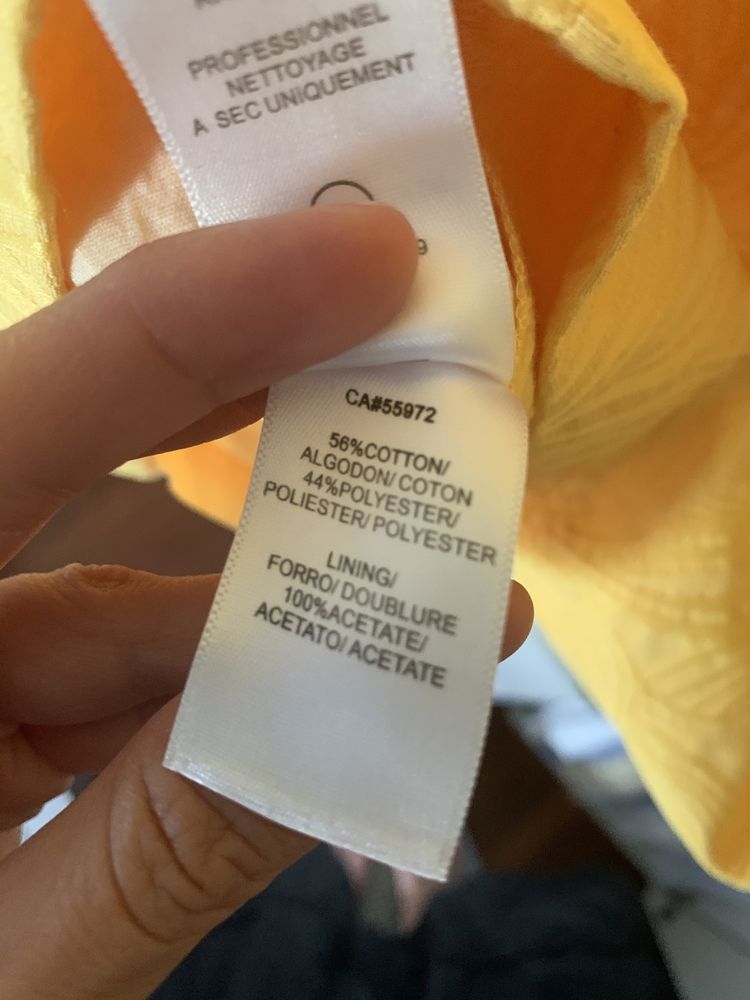 PROFESSIONNEL
NETTOYAGE
A SEC UNIQUEMENT
9
CA#55972
56%COTTON/
ALGODON/ COTON
44%POLYESTER/
POLIESTER/ POLYESTER
LINING/
FORRO/ DOUBLURE
100%ACETATE/
ACETATO/ ACETATE